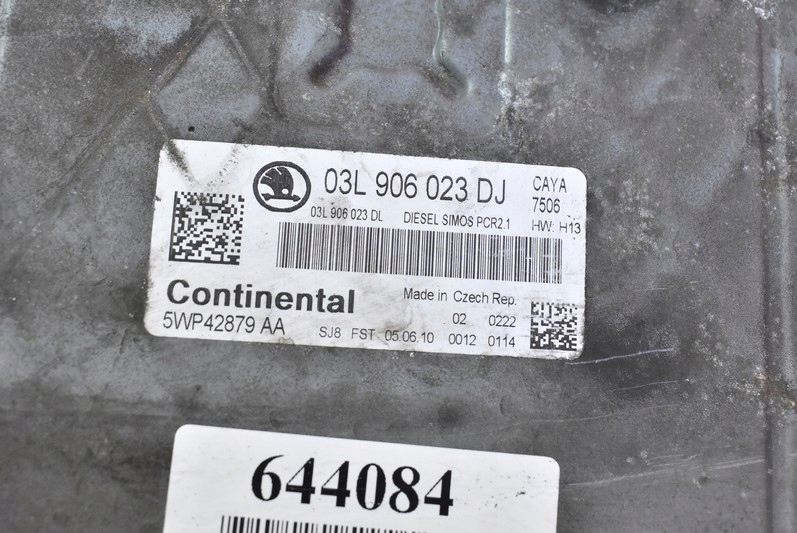 03L 906 023 DJ CAYA
7506
03L 906 023 DL DIESEL SIMOS PCR2.1 HW: H13
Continental Made in Czech Rep.
02 0222
5WP42879 AA SJ8 FST 05.06.10 0012 0114
644084